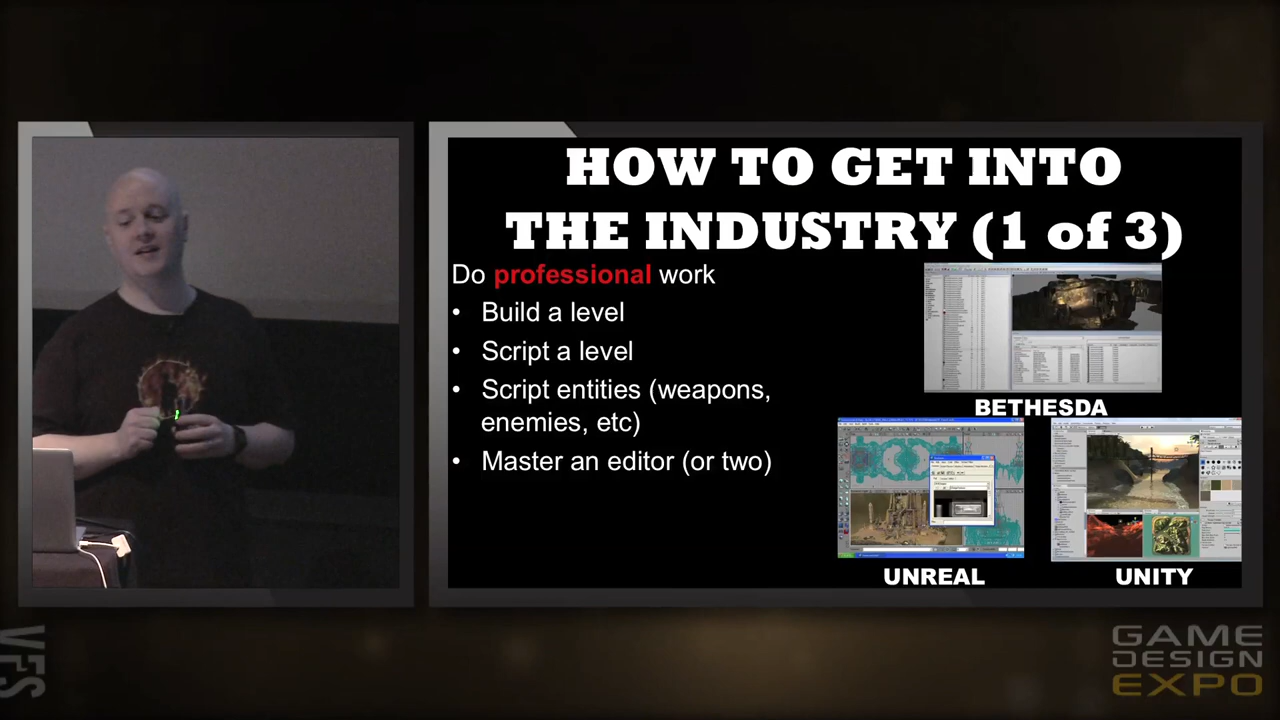 HOW TO GET INTO
THE INDUSTRY (1 of 3)
Do professional work
• Build a level
• Script a level
• Script entities (weapons,
enemies, etc)
• Master an editor (or two)
BETHESDA
UNREAL
UNITY
VFS
GAME
DESIGN
EXPO